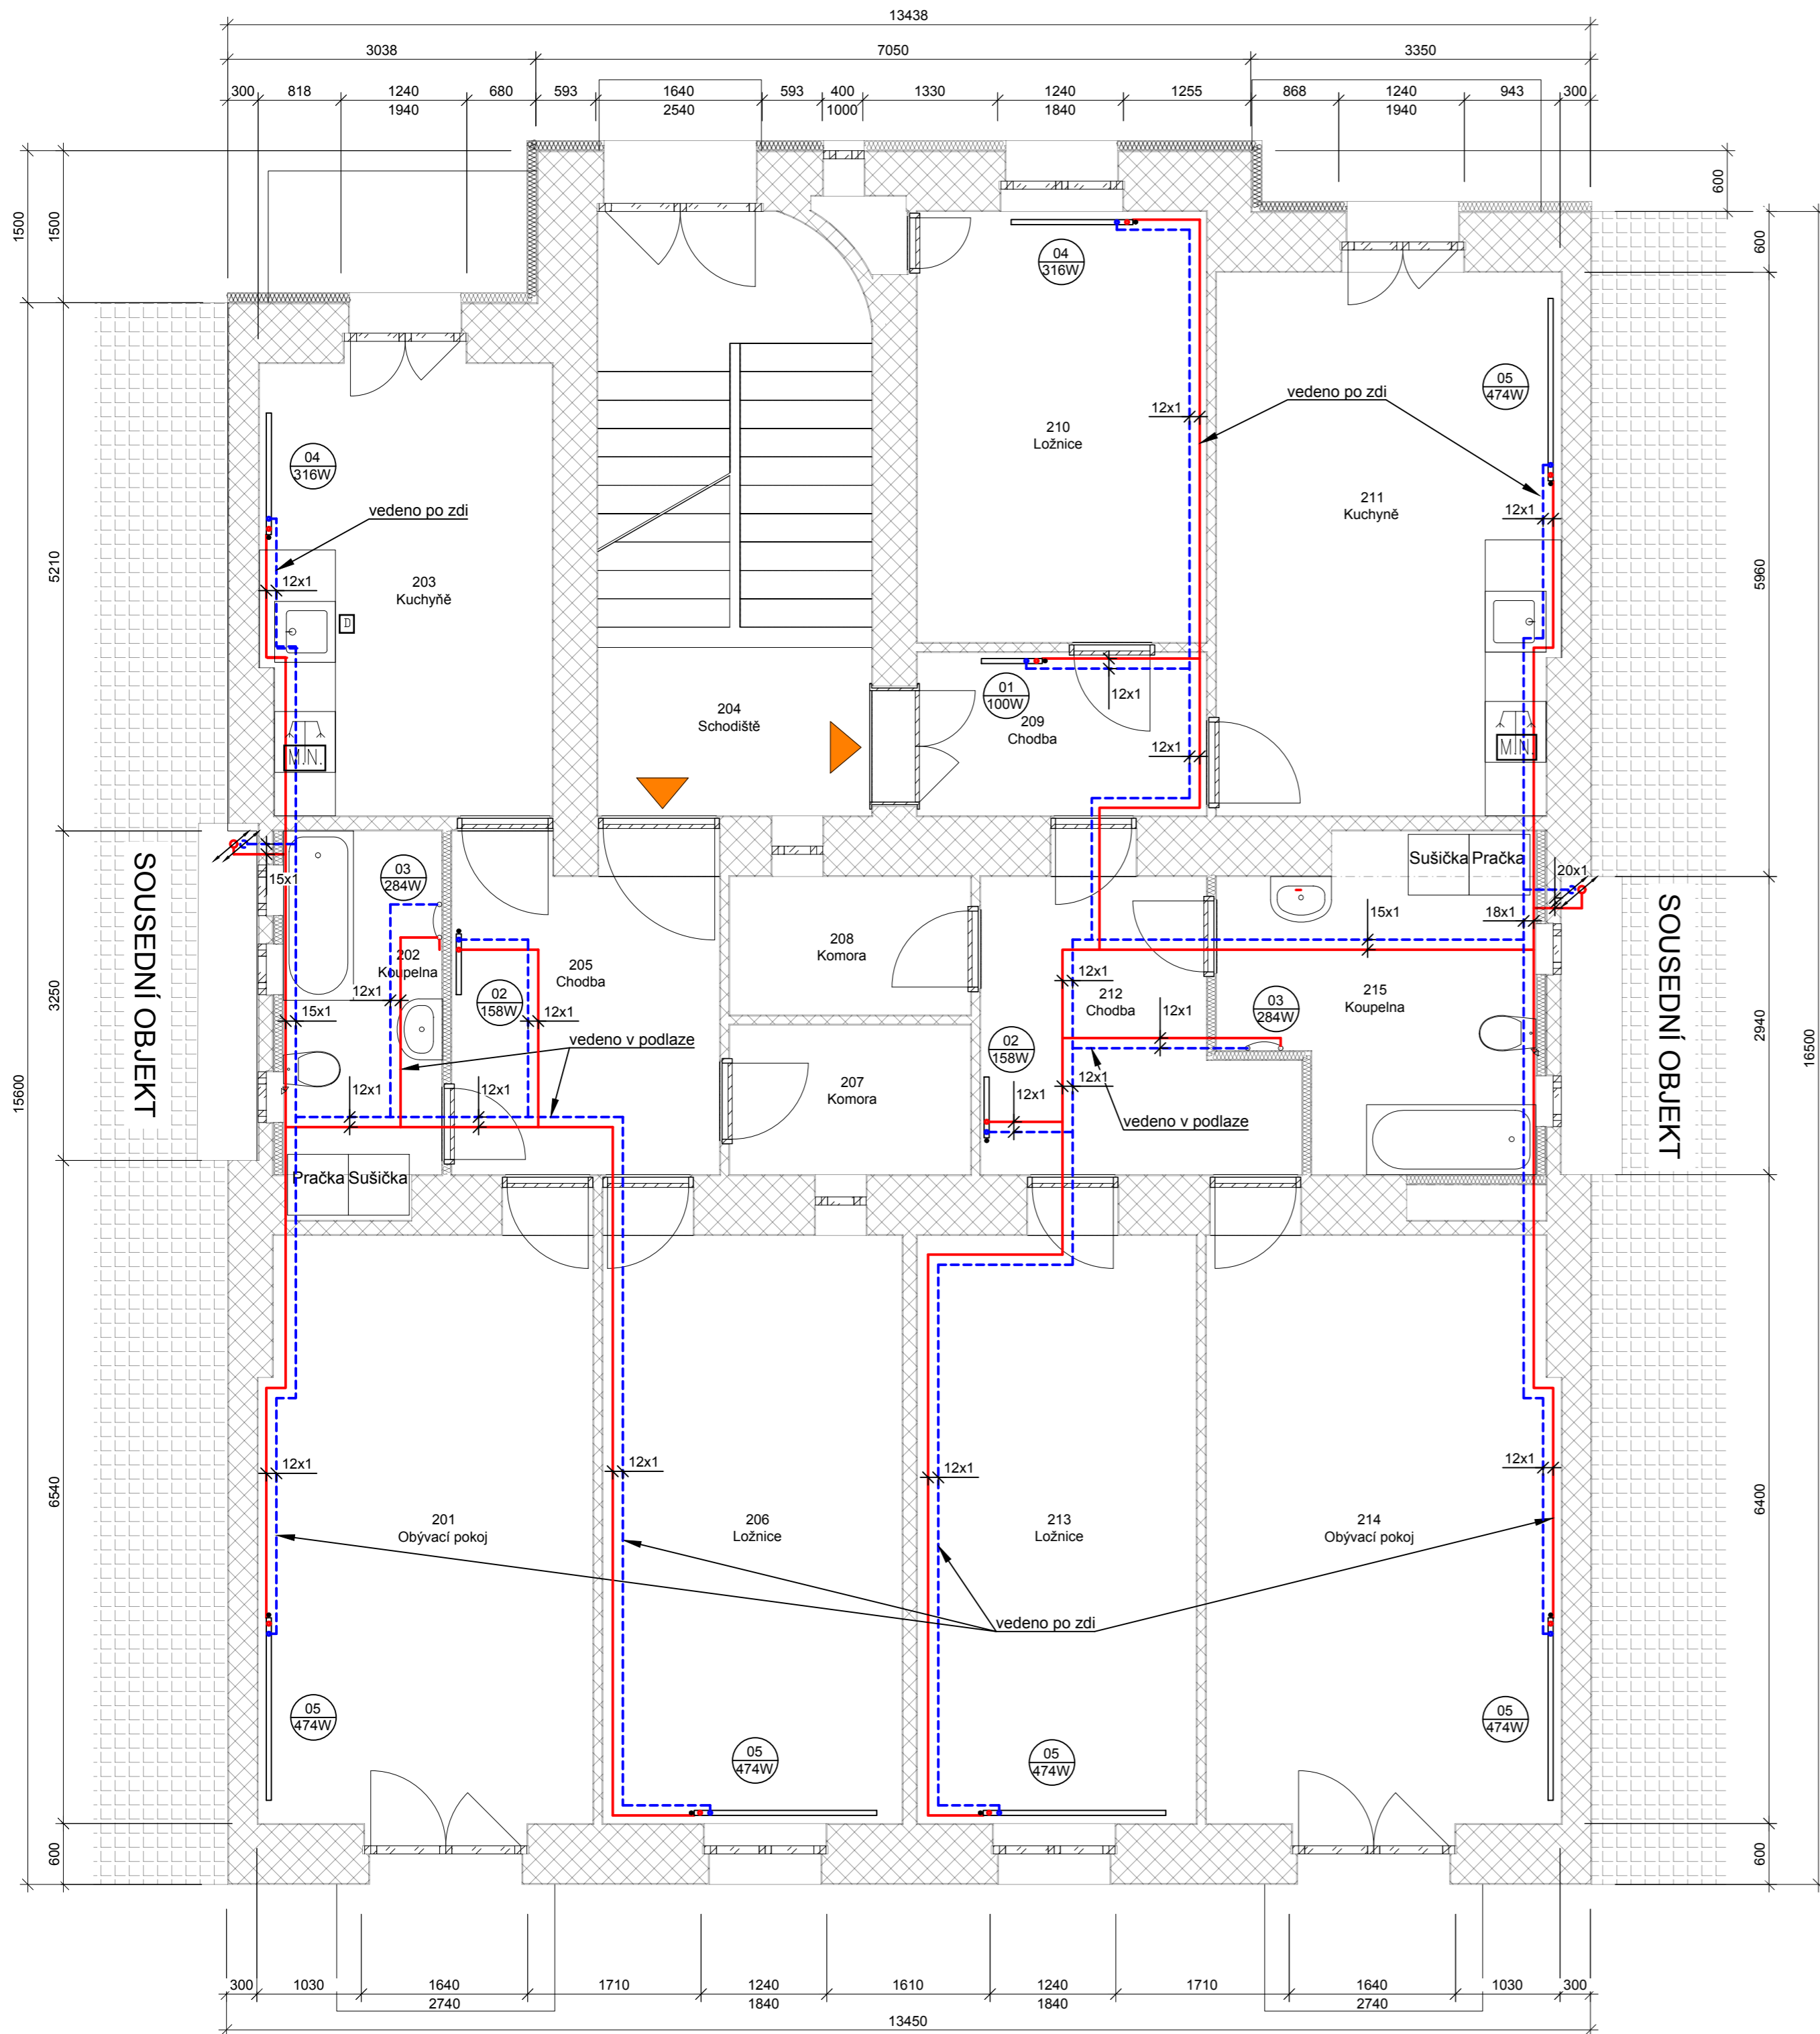 13438
3038 7050 3350
300 818 1240 680 593 1640 593 400 1330 1240 1255 868 1240 943 300
1940 2540 1000 1840 1940
1500
1500
600
600
04
316W
05
474W
vedeno po zdi
12x1
210
Ložnice
04
316W
211
Kuchyně
vedeno po zdi
12x1
5210
5960
12x1
203
Kuchyňě
D
01
100W
12x1
204
Schodiště
209
Chodba
M.N.
12x1
M.N.
SOUSEDNÍ OBJEKT
15x1
03
284W
Sušička Pračka
20x1
SOUSEDNÍ OBJEKT
15x1
18x1
208
Komora
202
Koupelna
205
Chodba
12x1
12x1
02
158W
212
Chodba
03
284W
215
Koupelna
3250
15x1
12x1
12x1
2940
16500
vedeno v podlaze
02
158W
15600
12x1
12x1
207
Komora
12x1
12x1
vedeno v podlaze
Pračka Sušička
6540
6400
12x1
12x1
12x1
12x1
201
Obývací pokoj
206
Ložnice
213
Ložnice
214
Obývací pokoj
vedeno po zdi
05
474W
05
474W
05
474W
05
474W
600
600
300 1030 1640 1710 1240 1610 1240 1710 1640 1030 300
2740 1840 1840 2740
13450